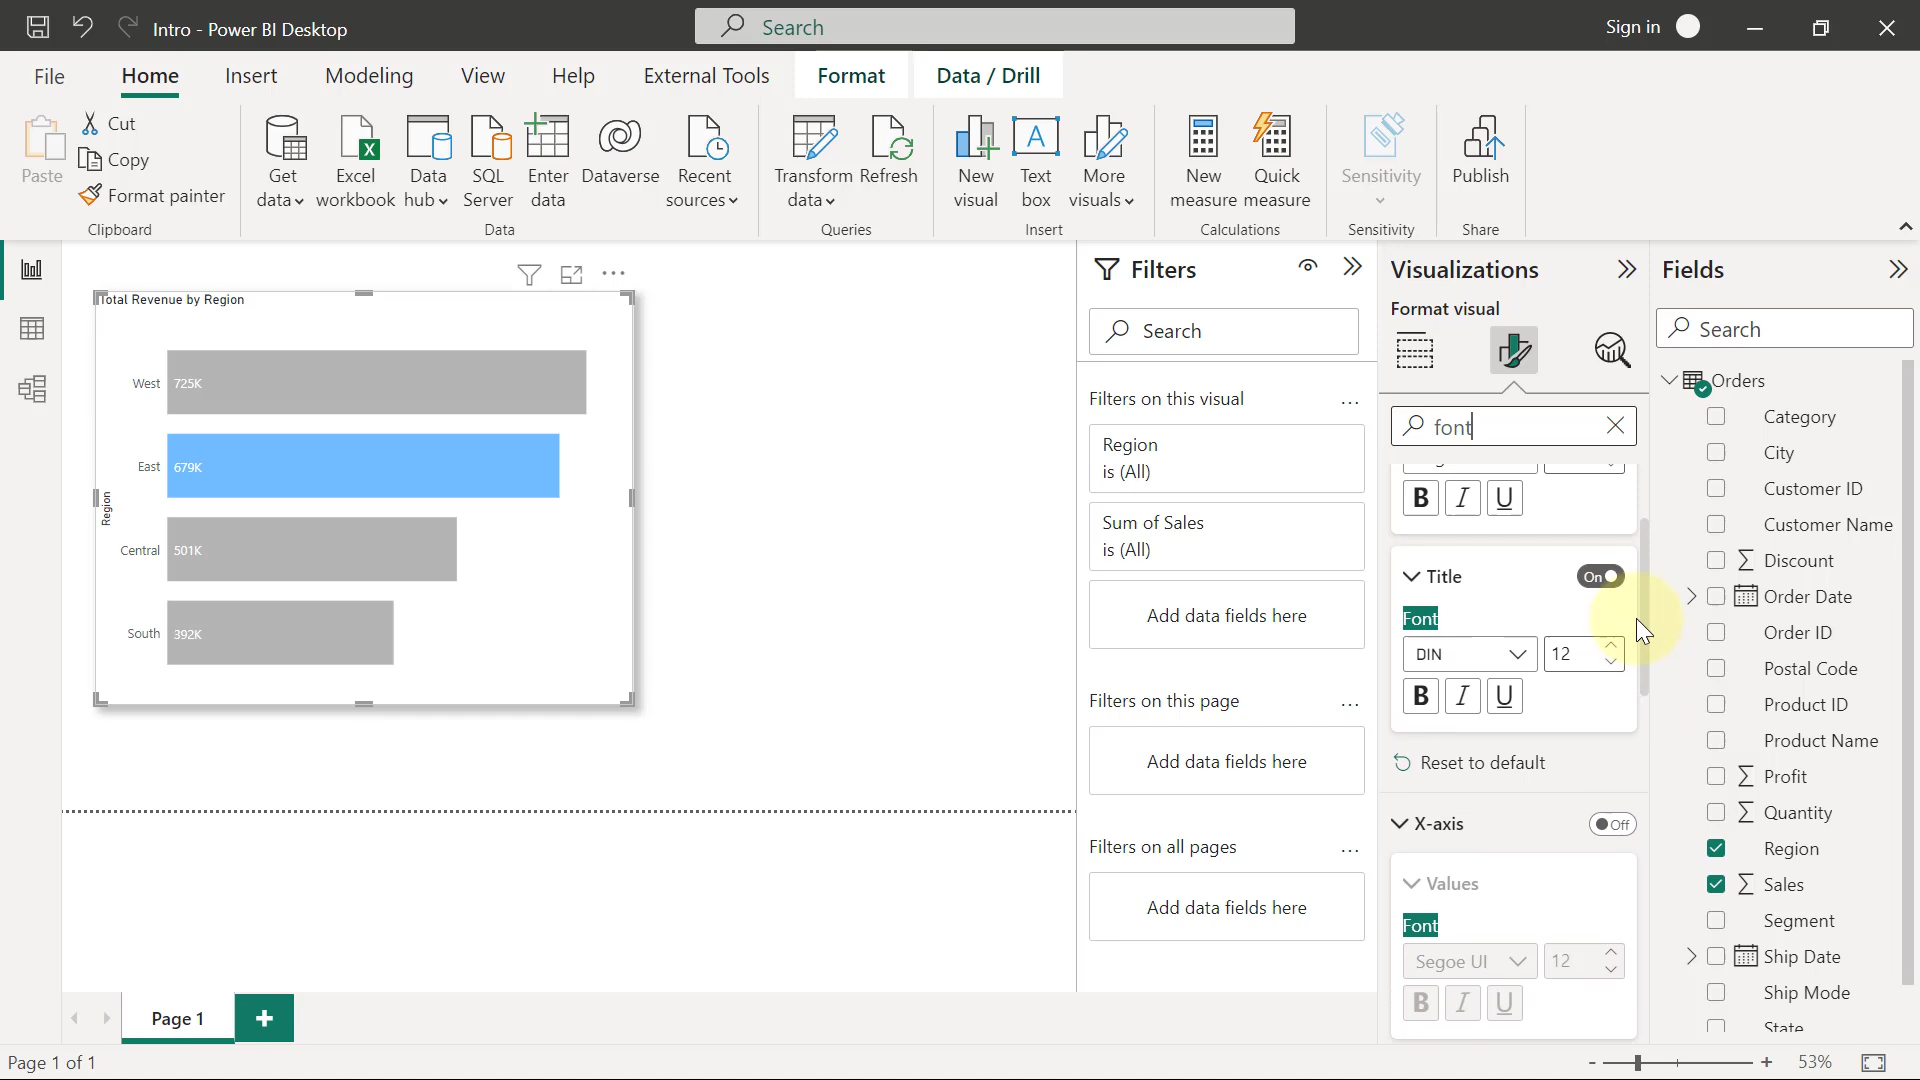 Intro - Power BI Desktop
Search
Sign in
File
Home
Insert
Modeling
View
Help
External Tools
Format
Data / Drill
Paste
Cut
Copy
Format painter
Clipboard
Get data
Excel workbook
Data hub
SQL Server
Enter data
Dataverse
Recent sources
Data
Transform data
Refresh
Queries
New visual
A
Text box
More visuals
Insert
New measure
Quick measure
Calculations
Sensitivity
Sensitivity
Publish
Share
Total Revenue by Region
Region
West 725K
East 679K
Central 501K
South 392K
Filters
Search
Filters on this visual
Region
is (All)
Sum of Sales
is (All)
Add data fields here
Filters on this page
Add data fields here
Filters on all pages
Add data fields here
Visualizations
Format visual
font
B I U
Title
On
Font
DIN
12
B I U
Reset to default
X-axis
Off
Values
Font
Segoe UI
12
B I U
Fields
Search
Orders
Category
City
Customer ID
Customer Name
Discount
Order Date
Order ID
Postal Code
Product ID
Product Name
Profit
Quantity
Region
Sales
Segment
Ship Date
Ship Mode
State
Page 1
Page 1 of 1
53%